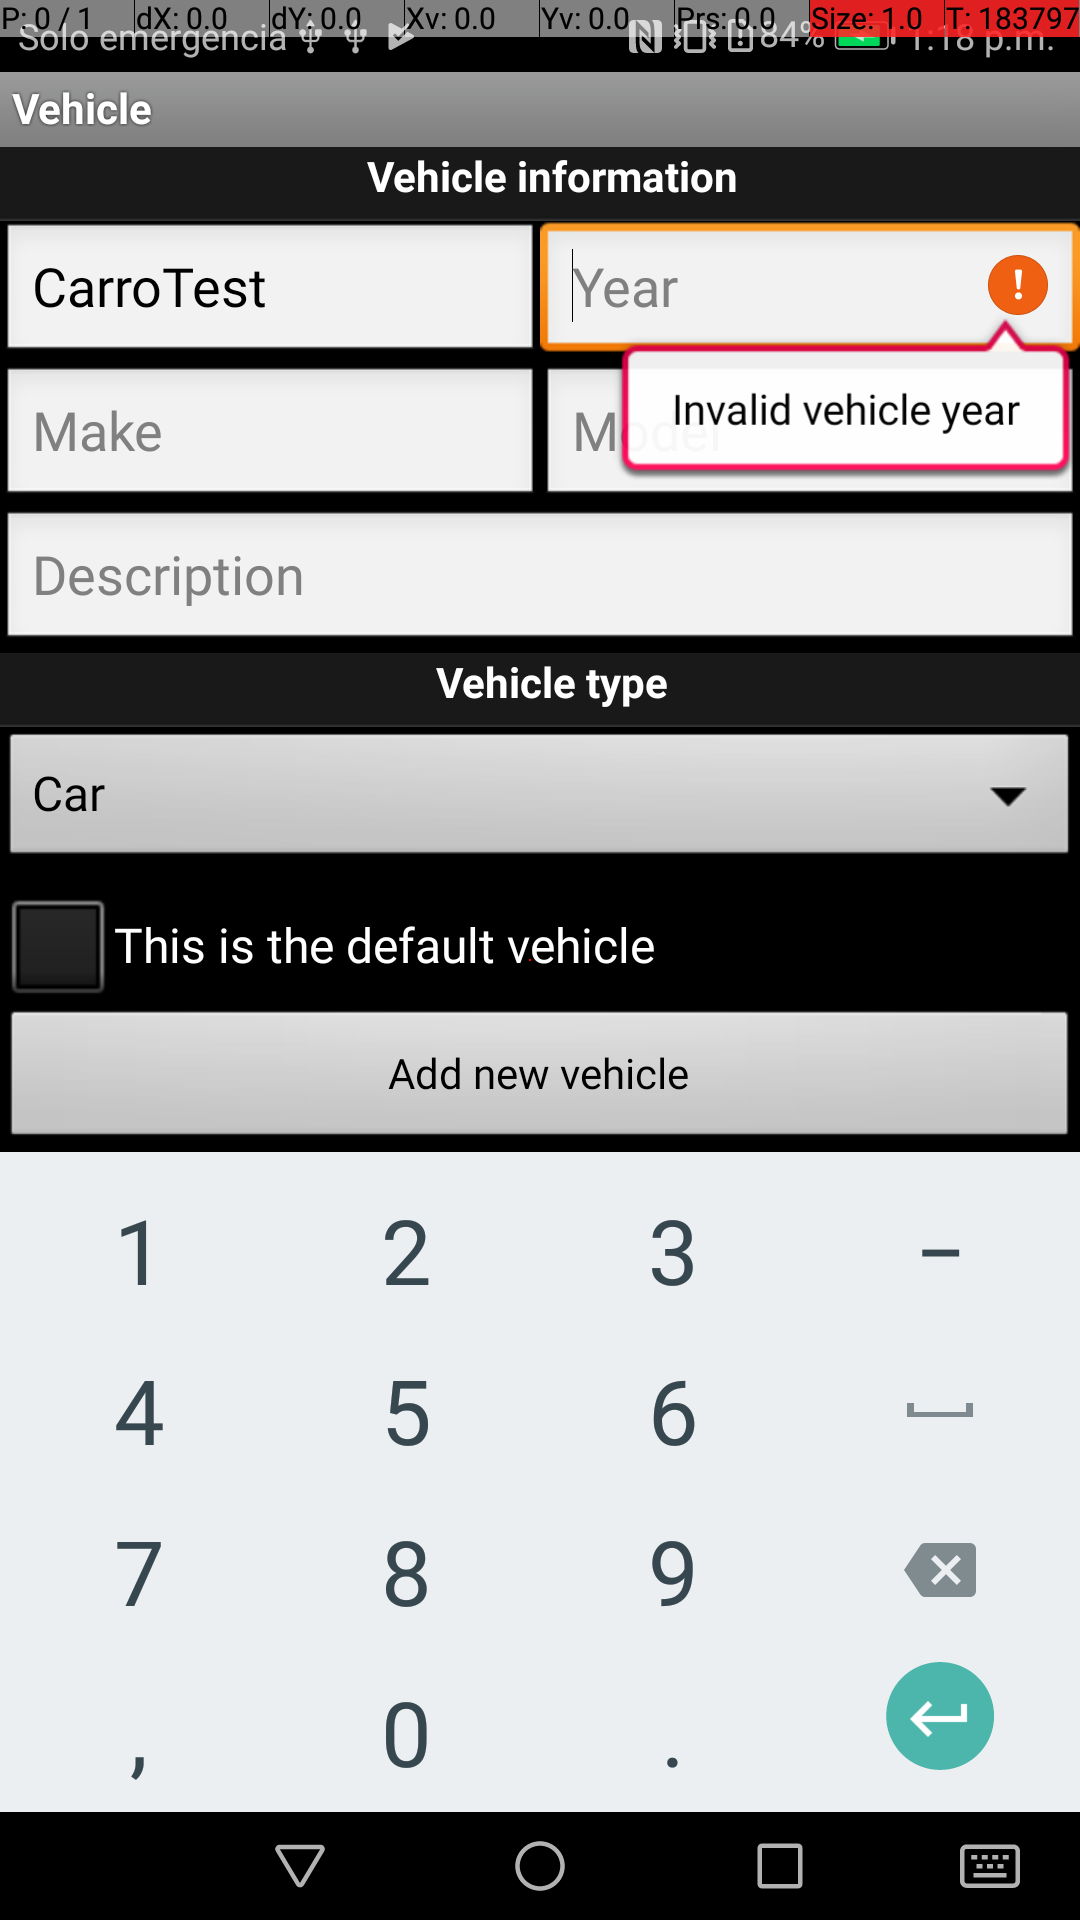 P: 0 / 1 dX: 0.0 dY: 0.0 Xv: 0.0 Yv: 0.0 Prs: 0.0 Size: 1.0 T: 183797
Solo emergencia 84% 1:18 p.m.
Vehicle
Vehicle information
CarroTest Year
Invalid vehicle year
Make Model
Description
Vehicle type
Car
This is the default vehicle
Add new vehicle
1 2 3 –
4 5 6
7 8 9
, 0 .